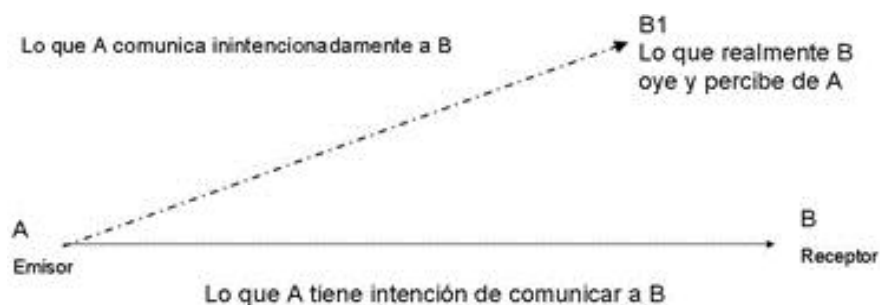 Lo que A comunica inintencionadamente a B
B1
Lo que realmente B
oye y percibe de A
A
Emisor
B
Receptor
Lo que A tiene intención de comunicar a B